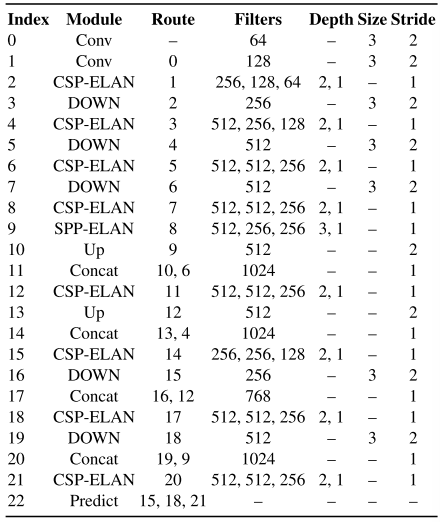 Index Module Route Filters Depth Size Stride
0 Conv – 64 – 3 2
1 Conv 0 128 – 3 2
2 CSP-ELAN 1 256, 128, 64 2, 1 – 1
3 DOWN 2 256 – 3 2
4 CSP-ELAN 3 512, 256, 128 2, 1 – 1
5 DOWN 4 512 – 3 2
6 CSP-ELAN 5 512, 512, 256 2, 1 – 1
7 DOWN 6 512 – 3 2
8 CSP-ELAN 7 512, 512, 256 2, 1 – 1
9 SPP-ELAN 8 512, 256, 256 3, 1 – 1
10 Up 9 512 – – 2
11 Concat 10, 6 1024 – – 1
12 CSP-ELAN 11 512, 512, 256 2, 1 – 1
13 Up 12 512 – – 2
14 Concat 13, 4 1024 – – 1
15 CSP-ELAN 14 256, 256, 128 2, 1 – 1
16 DOWN 15 256 – 3 2
17 Concat 16, 12 768 – – 1
18 CSP-ELAN 17 512, 512, 256 2, 1 – 1
19 DOWN 18 512 – 3 2
20 Concat 19, 9 1024 – – 1
21 CSP-ELAN 20 512, 512, 256 2, 1 – 1
22 Predict 15, 18, 21 – – – –